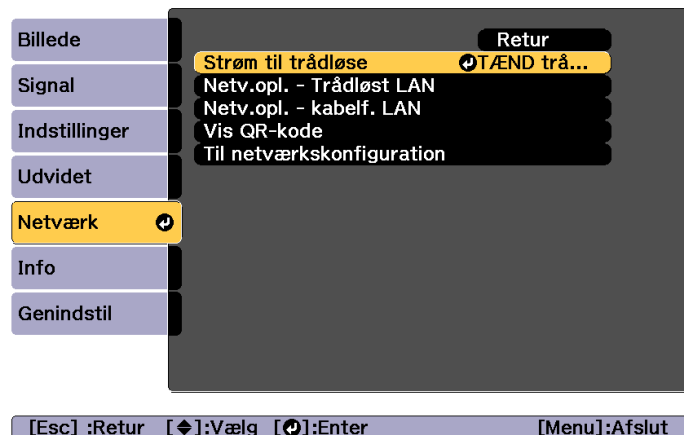 Billede
Signal
Indstillinger
Udvidet
Netværk
Info
Genindstil
Retur
Strøm til trådløse TÆND trå...
Netv.opl. - Trådløst LAN
Netv.opl. - kabelf. LAN
Vis QR-kode
Til netværkskonfiguration
[Esc] :Retur [◆]:Vælg [↵]:Enter [Menu]:Afslut